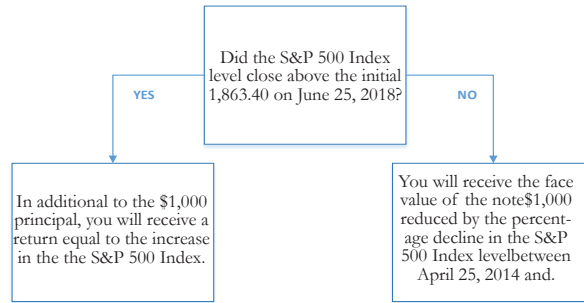 Did the S&P 500 Index
level close above the initial
1,863.40 on June 25, 2018?
YES
NO
In additional to the $1,000
principal, you will receive a
return equal to the increase
in the the S&P 500 Index.
You will receive the face
value of the note$1,000
reduced by the percent-
age decline in the S&P
500 Index levelbetween
April 25, 2014 and.